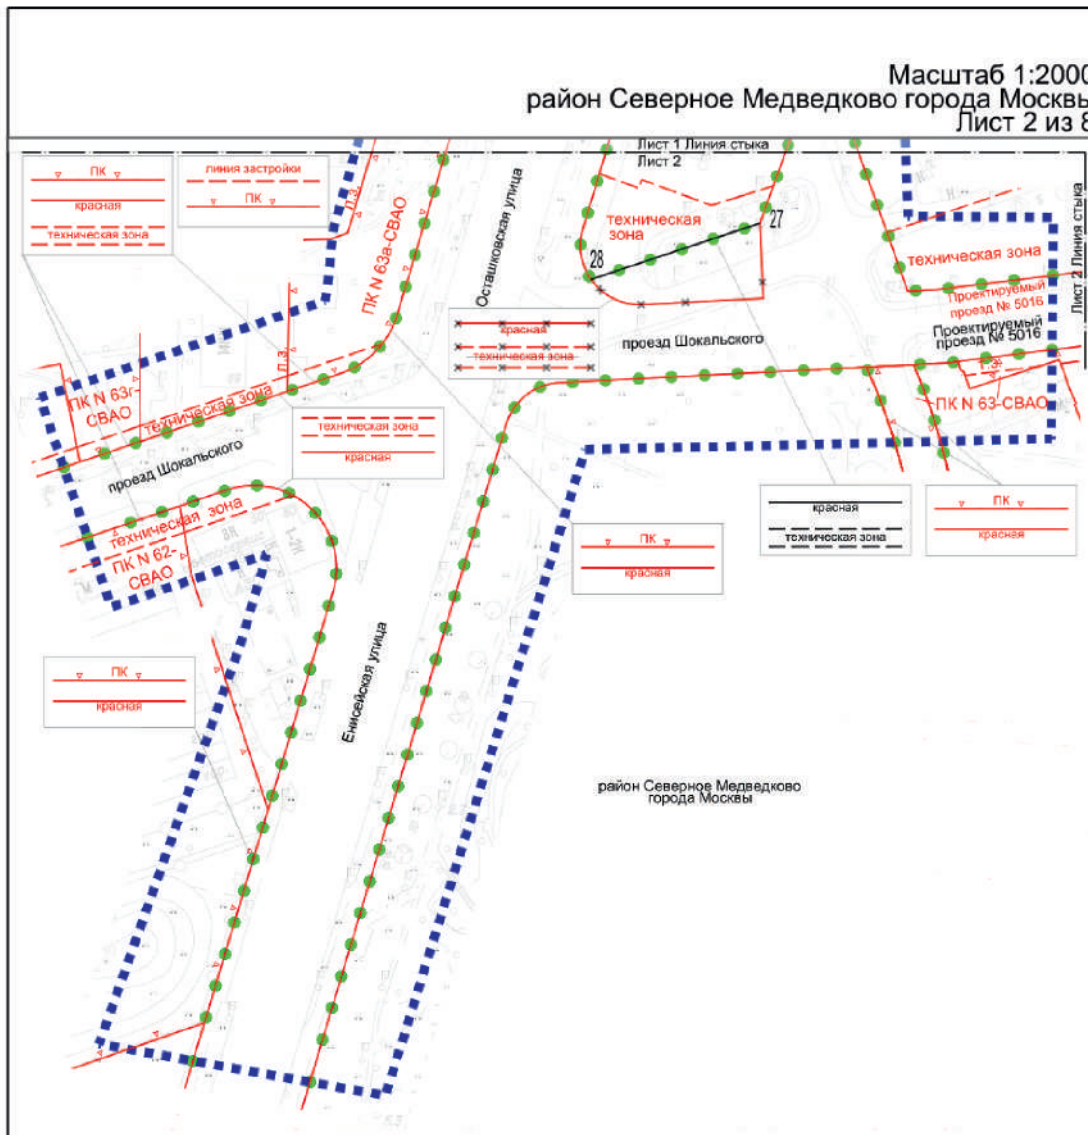 Масштаб 1:2000
район Северное Медведково города Москвы
Лист 2 из 8
Лист 1 Линия стыка
Лист 2
ПК
красная
техническая зона
линия застройки
ПК
Л.З.
ПК N 63а-СВАО
Осташковская улица
техническая
зона
27
28
техническая зона
Проектируемый
проезд № 5016
Проектируемый
проезд № 5016
Лист 2 Линия стыка
красная
техническая зона
проезд Шокальского
Л.З.
ПК N 63г-
СВАО
техническая зона
проезд Шокальского
техническая зона
красная
ПК N 63-СВАО
техническая зона
ПК N 62-
СВАО
красная
техническая зона
ПК
красная
ПК
красная
ПК
красная
Енисейская улица
район Северное Медведково
города Москвы